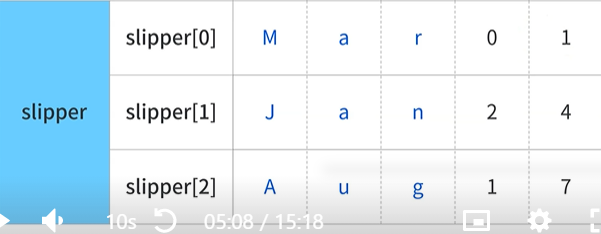 slipper[0] M a r 0 1
slipper slipper[1] J a n 2 4
slipper[2] A u g 1 7
10s 05:08 / 15:18